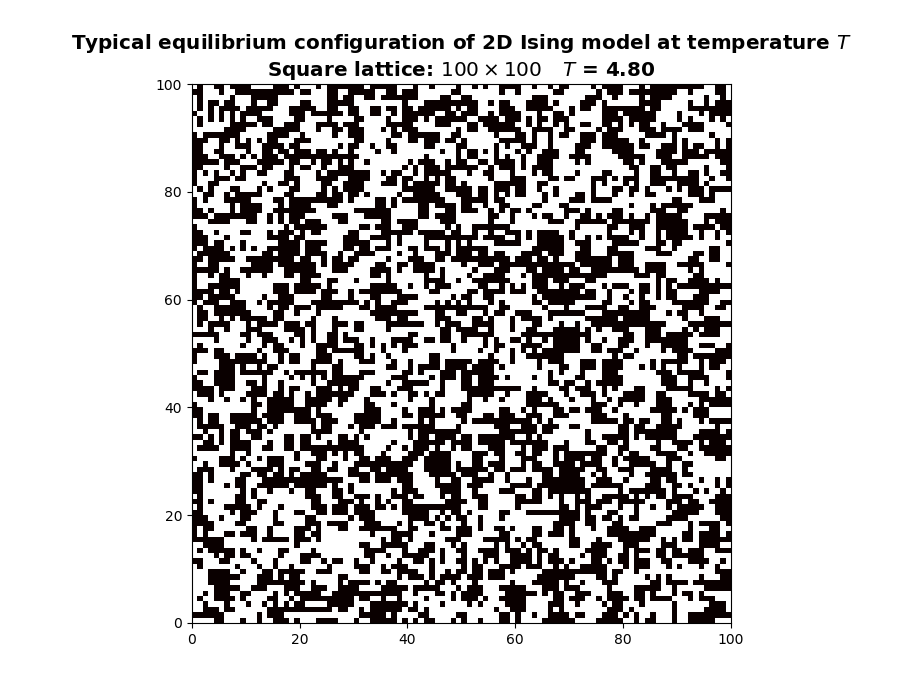 Typical equilibrium configuration of 2D Ising model at temperature T
Square lattice: 100 × 100 T = 4.80
100
80
60
40
20
0
0 20 40 60 80 100